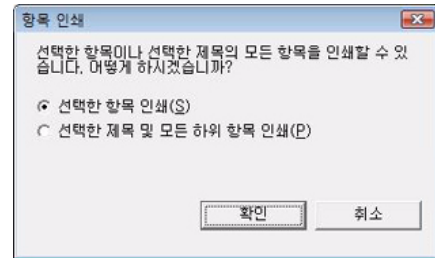 항목 인쇄
선택한 항목이나 선택한 제목의 모든 항목을 인쇄할 수 있
습니다. 어떻게 하시겠습니까?
선택한 항목 인쇄(S)
선택한 제목 및 모든 하위 항목 인쇄(P)
확인
취소